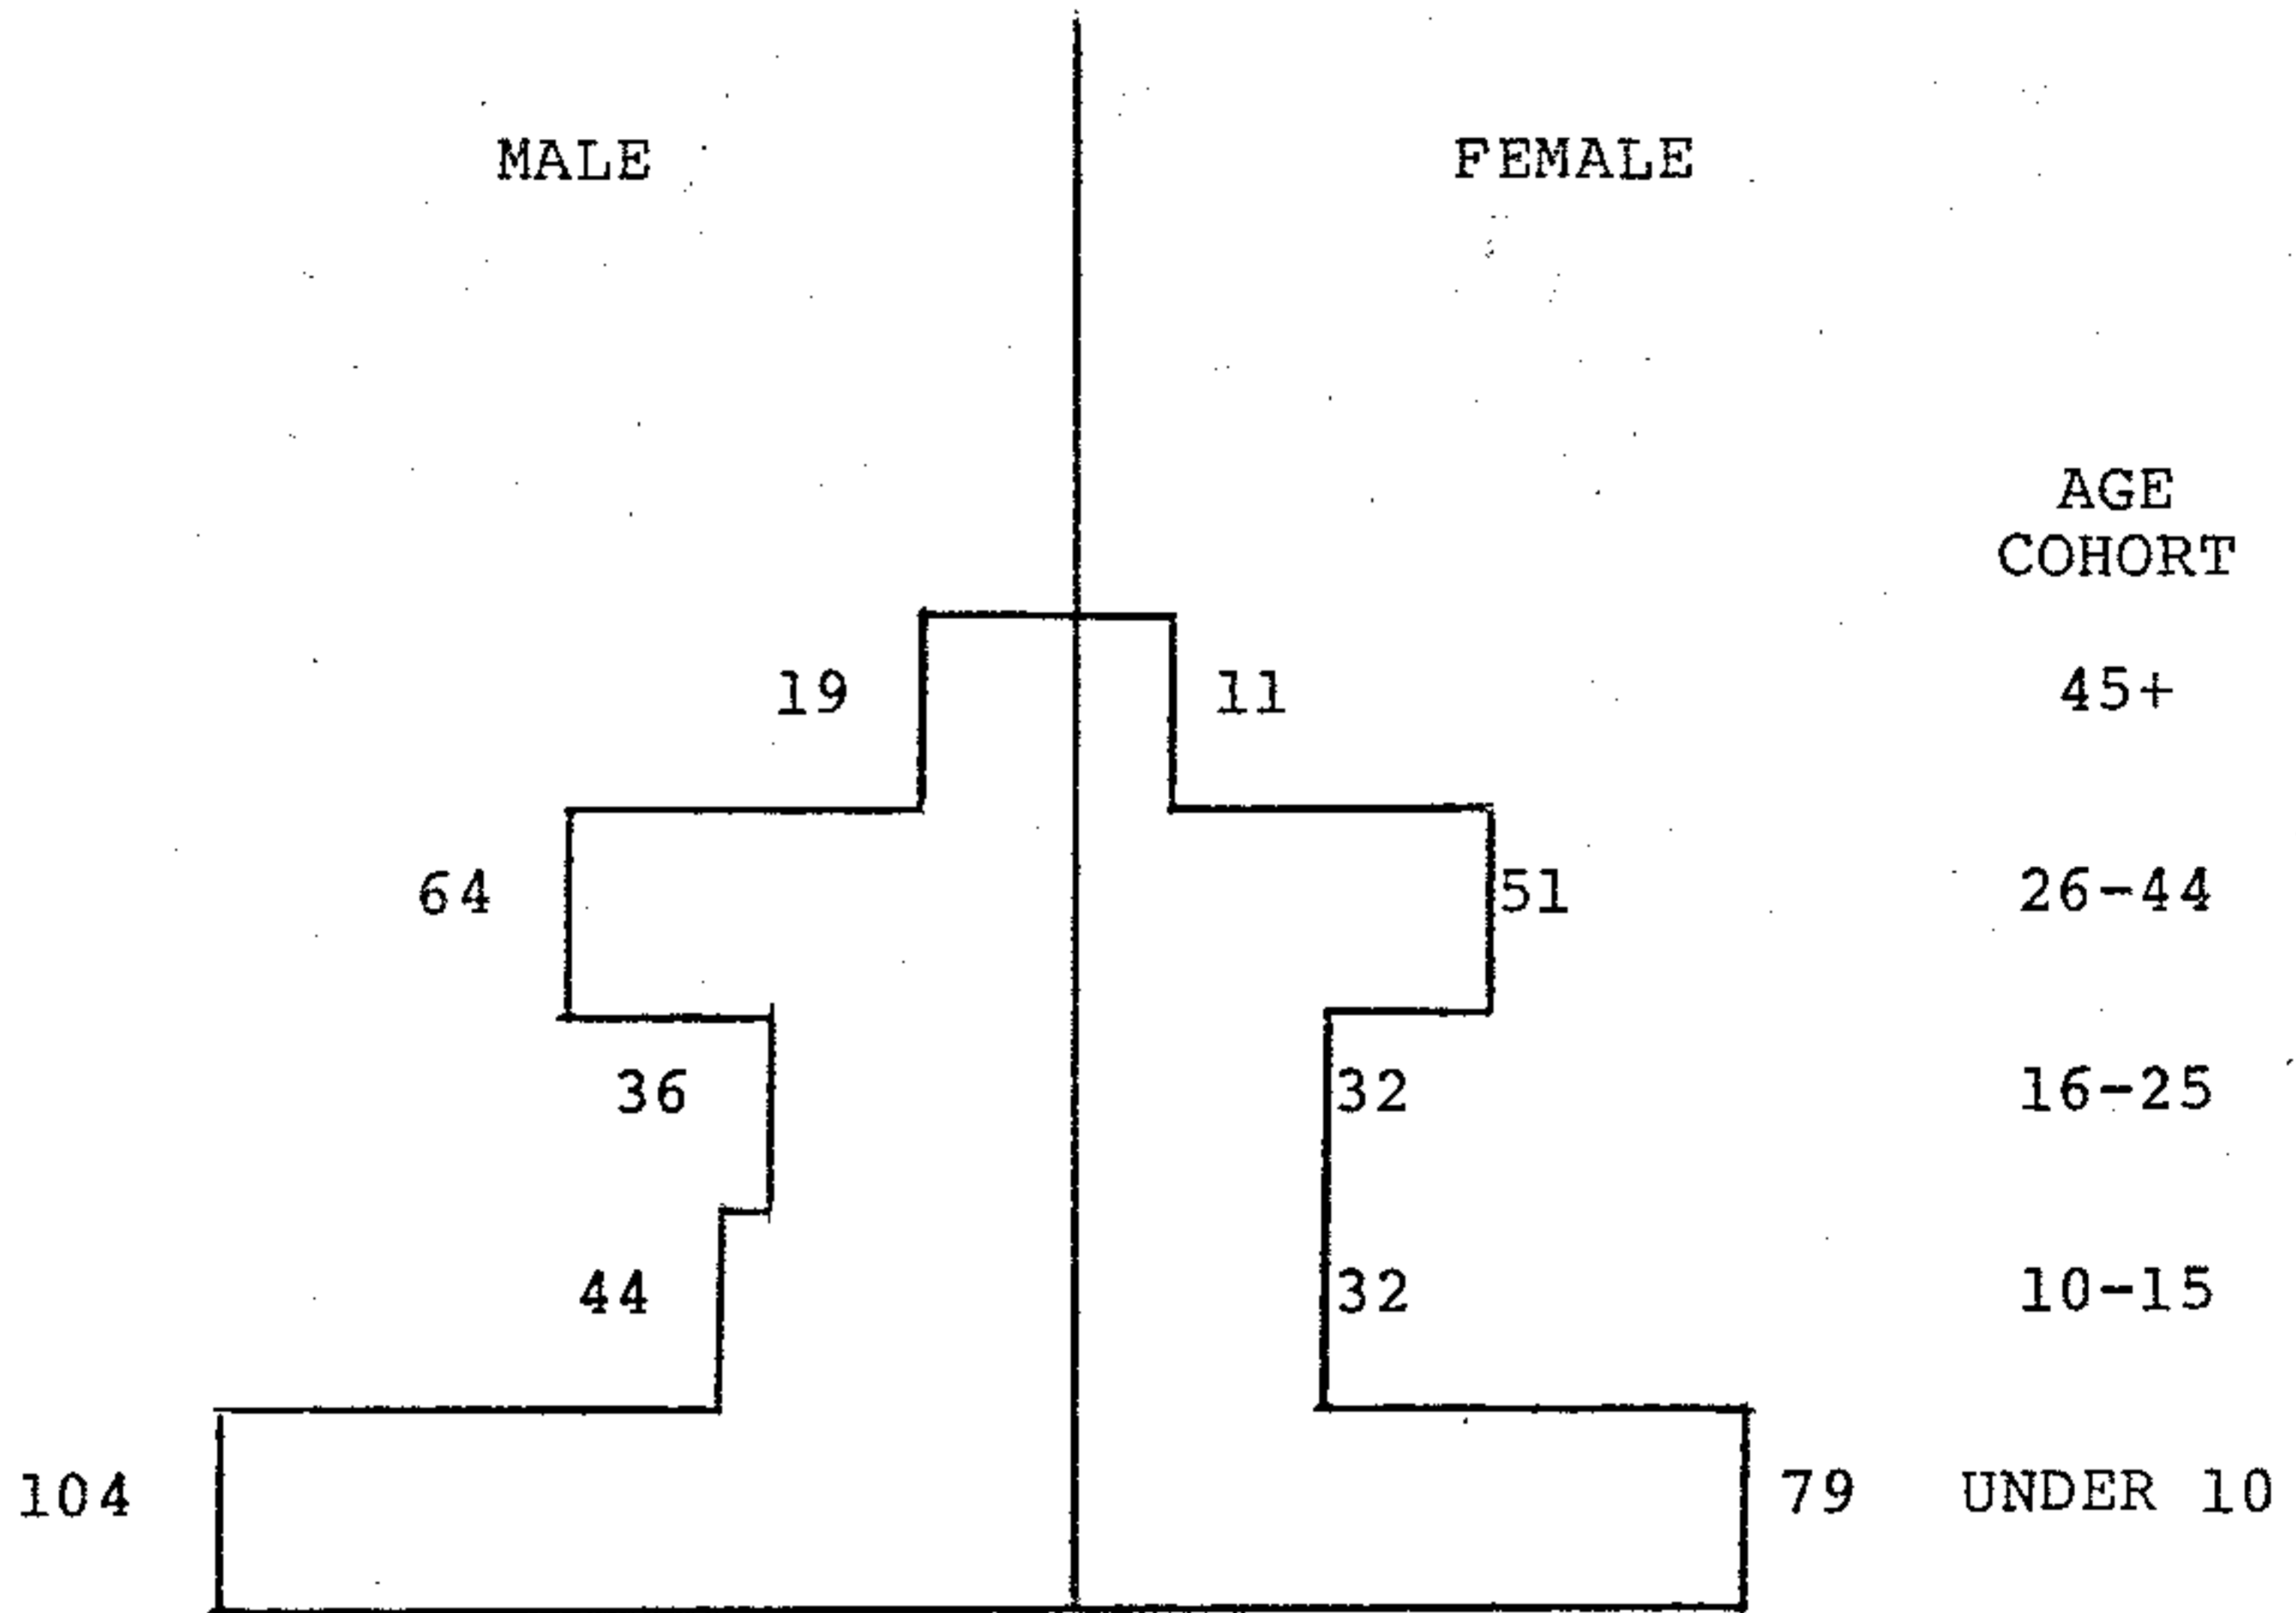 MALE FEMALE
AGE
COHORT
19 11 45+
64 51 26-44
36 32 16-25
44 32 10-15
104 79 UNDER 10